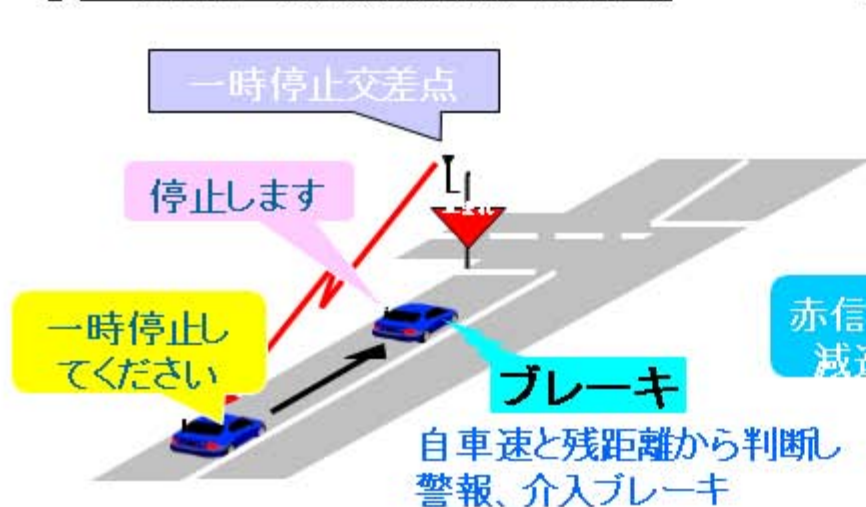 一時停止交差点
停止します
一時停止し
てください
ブレーキ
自車速と残距離から判断し
警報、介入ブレーキ
赤信